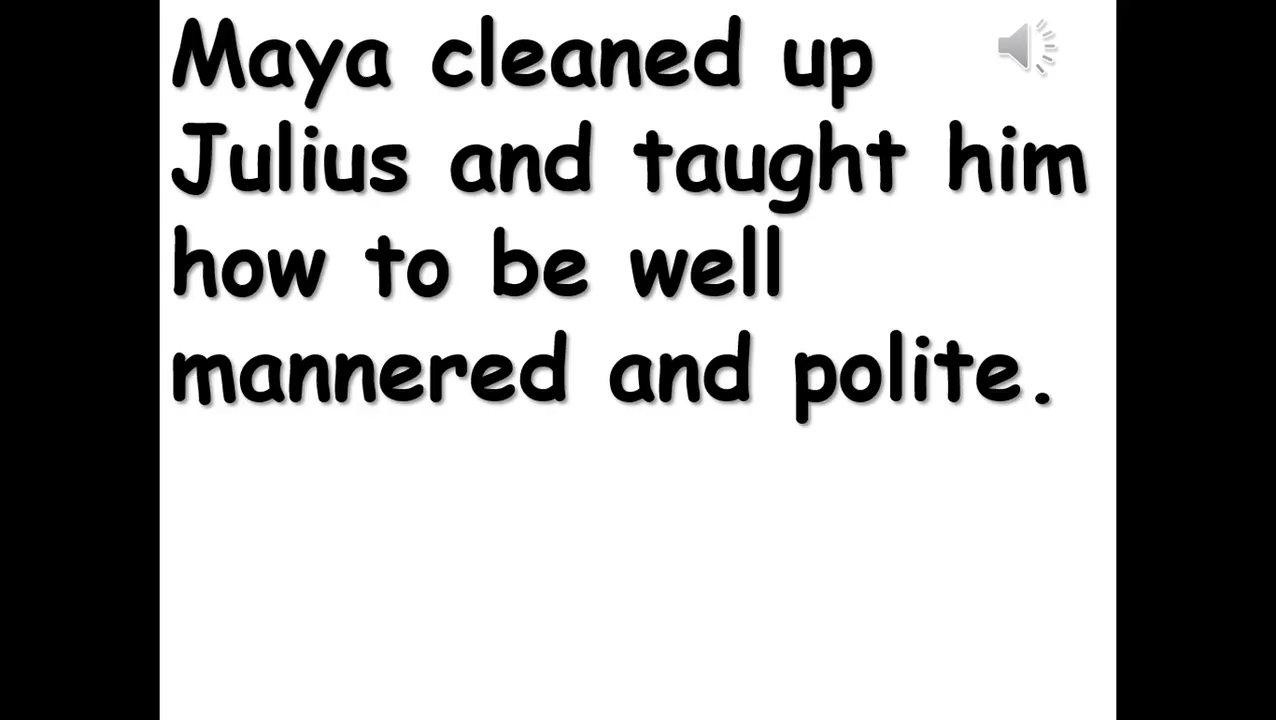 Maya cleaned up
Julius and taught him
how to be well
mannered and polite.